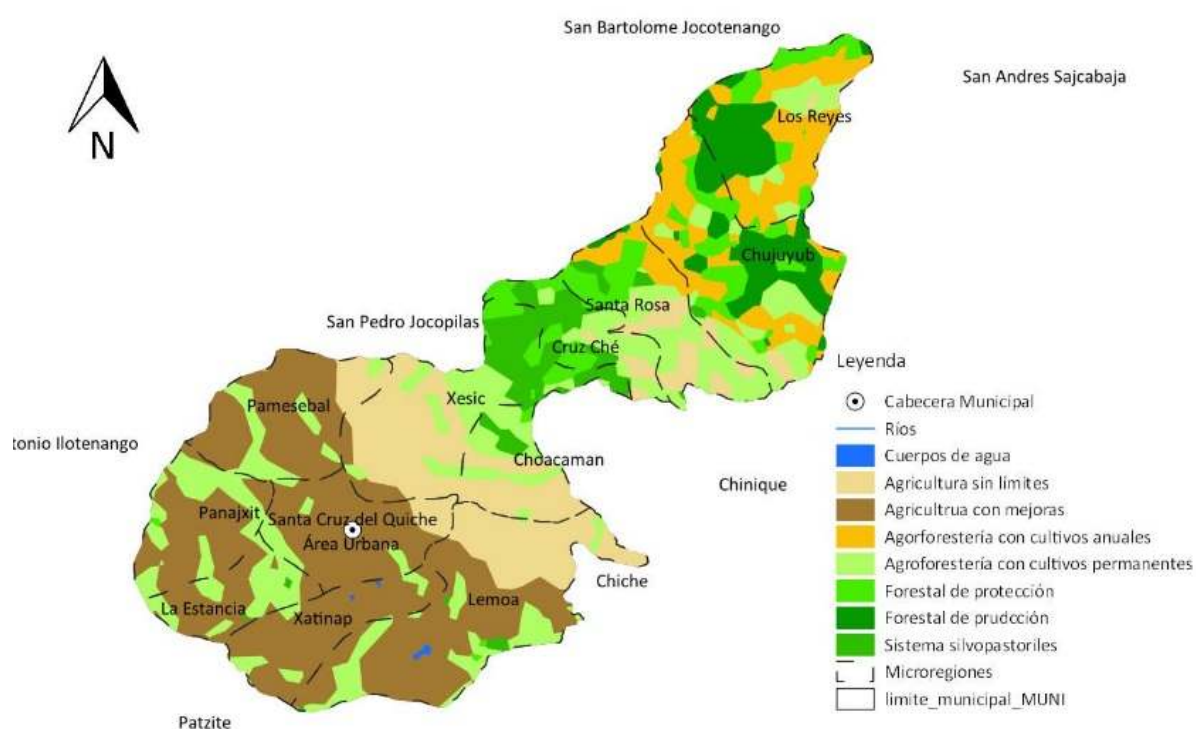 San Bartolome Jocotenango
San Andres Sajcabaja
N
Los Reyes
Chujuyub
Santa Rosa
San Pedro Jocopilas
Cruz Ché
Xesic
Pamesebal
tonio Ilotenango
Choacaman
Chinique
Panajxit
Santa Cruz del Quiche
Área Urbana
Chiche
La Estancia
Xatinap
Lemoa
Patzite
Leyenda
Cabecera Municipal
Ríos
Cuerpos de agua
Agricultura sin límites
Agricultrua con mejoras
Agorforestería con cultivos anuales
Agroforestería con cultivos permanentes
Forestal de protección
Forestal de prudcción
Sistema silvopastoriles
Microregiones
limite_municipal_MUNI